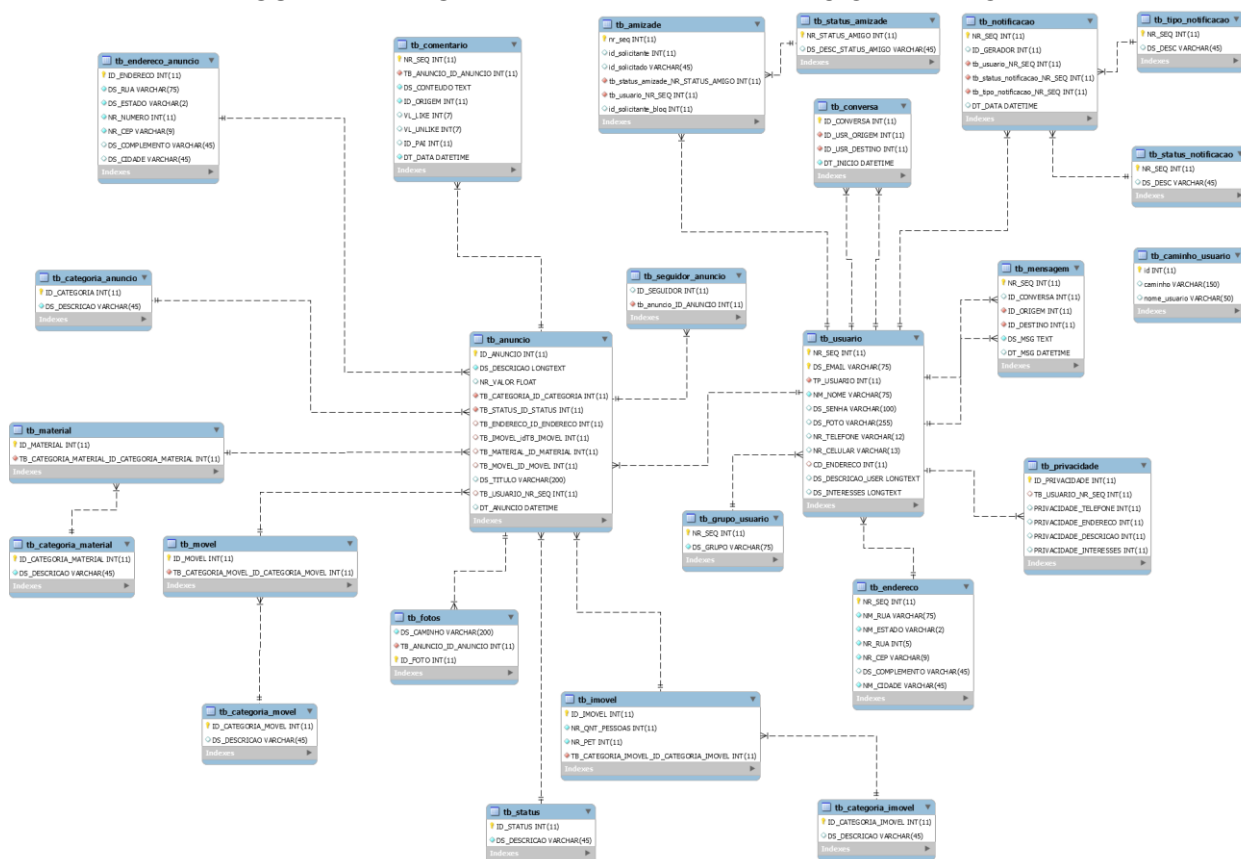 tb_amizade
nr_seq INT(11)
id_solicitante INT(11)
id_solicitado VARCHAR(45)
tb_status_amizade_NR_STATUS_AMIGO INT(11)
tb_usuario_NR_SEQ INT(11)
id_solicitante_bloq INT(11)
Indexes
tb_status_amizade
NR_STATUS_AMIGO INT(11)
DS_DESC_STATUS_AMIGO VARCHAR(45)
Indexes
tb_notificacao
NR_SEQ INT(11)
ID_GERADOR INT(11)
tb_usuario_NR_SEQ INT(11)
tb_status_notificacao_NR_SEQ INT(11)
tb_tipo_notificacao_NR_SEQ INT(11)
DT_DATA DATETIME
Indexes
tb_tipo_notificacao
NR_SEQ INT(11)
DS_DESC VARCHAR(45)
Indexes
tb_endereco_anuncio
ID_ENDERECO INT(11)
DS_RUA VARCHAR(75)
DS_ESTADO VARCHAR(2)
NR_NUMERO INT(11)
NR_CEP VARCHAR(9)
DS_COMPLEMENTO VARCHAR(45)
DS_CIDADE VARCHAR(45)
Indexes
tb_comentario
NR_SEQ INT(11)
TB_ANUNCIO_ID_ANUNCIO INT(11)
DS_CONTEUDO TEXT
ID_ORIGEM INT(11)
VL_LIKE INT(7)
VL_UNLIKE INT(7)
ID_PAI INT(11)
DT_DATA DATETIME
Indexes
tb_conversa
ID_CONVERSA INT(11)
ID_USR_ORIGEM INT(11)
ID_USR_DESTINO INT(11)
DT_INICIO DATETIME
Indexes
tb_status_notificacao
NR_SEQ INT(11)
DS_DESC VARCHAR(45)
Indexes
tb_categoria_anuncio
ID_CATEGORIA INT(11)
DS_DESCRICAO VARCHAR(45)
Indexes
tb_seguidor_anuncio
ID_SEGUIDOR INT(11)
tb_anuncio_ID_ANUNCIO INT(11)
Indexes
tb_mensagem
NR_SEQ INT(11)
ID_CONVERSA INT(11)
ID_ORIGEM INT(11)
ID_DESTINO INT(11)
DS_MSG TEXT
DT_MSG DATETIME
Indexes
tb_caminho_usuario
id INT(11)
caminho VARCHAR(150)
nome_usuario VARCHAR(50)
Indexes
tb_anuncio
ID_ANUNCIO INT(11)
DS_DESCRICAO LONGTEXT
NR_VALOR FLOAT
TB_CATEGORIA_ID_CATEGORIA INT(11)
TB_STATUS_ID_STATUS INT(11)
TB_ENDERECO_ID_ENDERECO INT(11)
TB_IMOVEL_idTB_IMOVEL INT(11)
TB_MATERIAL_ID_MATERIAL INT(11)
TB_MOVEL_ID_MOVEL INT(11)
DS_TITULO VARCHAR(200)
TB_USUARIO_NR_SEQ INT(11)
DT_ANUNCIO DATETIME
Indexes
tb_usuario
NR_SEQ INT(11)
DS_EMAIL VARCHAR(75)
TP_USUARIO INT(11)
NM_NOME VARCHAR(75)
DS_SENHA VARCHAR(100)
DS_FOTO VARCHAR(255)
NR_TELEFONE VARCHAR(12)
NR_CELULAR VARCHAR(13)
CD_ENDERECO INT(11)
DS_DESCRICAO_USER LONGTEXT
DS_INTERESSES LONGTEXT
Indexes
tb_material
ID_MATERIAL INT(11)
TB_CATEGORIA_MATERIAL_ID_CATEGORIA_MATERIAL INT(11)
Indexes
tb_privacidade
ID_PRIVACIDADE INT(11)
TB_USUARIO_NR_SEQ INT(11)
PRIVACIDADE_TELEFONE INT(11)
PRIVACIDADE_ENDERECO INT(11)
PRIVACIDADE_DESCRICAO INT(11)
PRIVACIDADE_INTERESSES INT(11)
Indexes
tb_grupo_usuario
NR_SEQ INT(11)
DS_GRUPO VARCHAR(75)
Indexes
tb_categoria_material
ID_CATEGORIA_MATERIAL INT(11)
DS_DESCRICAO VARCHAR(45)
Indexes
tb_movel
ID_MOVEL INT(11)
TB_CATEGORIA_MOVEL_ID_CATEGORIA_MOVEL INT(11)
Indexes
tb_endereco
NR_SEQ INT(11)
NM_RUA VARCHAR(75)
NM_ESTADO VARCHAR(2)
NR_RUA INT(5)
NR_CEP VARCHAR(9)
DS_COMPLEMENTO VARCHAR(45)
NM_CIDADE VARCHAR(45)
Indexes
tb_fotos
DS_CAMINHO VARCHAR(200)
TB_ANUNCIO_ID_ANUNCIO INT(11)
ID_FOTO INT(11)
Indexes
tb_imovel
ID_IMOVEL INT(11)
NR_QNT_PESSOAS INT(11)
NR_PET INT(11)
TB_CATEGORIA_IMOVEL_ID_CATEGORIA_IMOVEL INT(11)
Indexes
tb_categoria_movel
ID_CATEGORIA_MOVEL INT(11)
DS_DESCRICAO VARCHAR(45)
Indexes
tb_status
ID_STATUS INT(11)
DS_DESCRICAO VARCHAR(45)
Indexes
tb_categoria_imovel
ID_CATEGORIA_IMOVEL INT(11)
DS_DESCRICAO VARCHAR(45)
Indexes